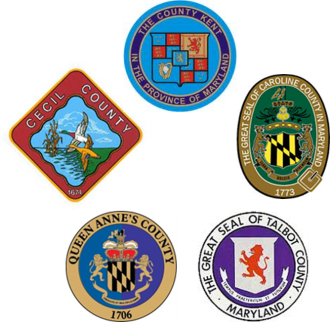 THE COUNTY KENT
IN THE PROVINCE OF MARYLAND
CECIL COUNTY
1674
THE GREAT SEAL OF CAROLINE COUNTY IN MARYLAND
1773
QUEEN ANNE'S COUNTY
1706
THE GREAT SEAL OF TALBOT COUNTY
MARYLAND